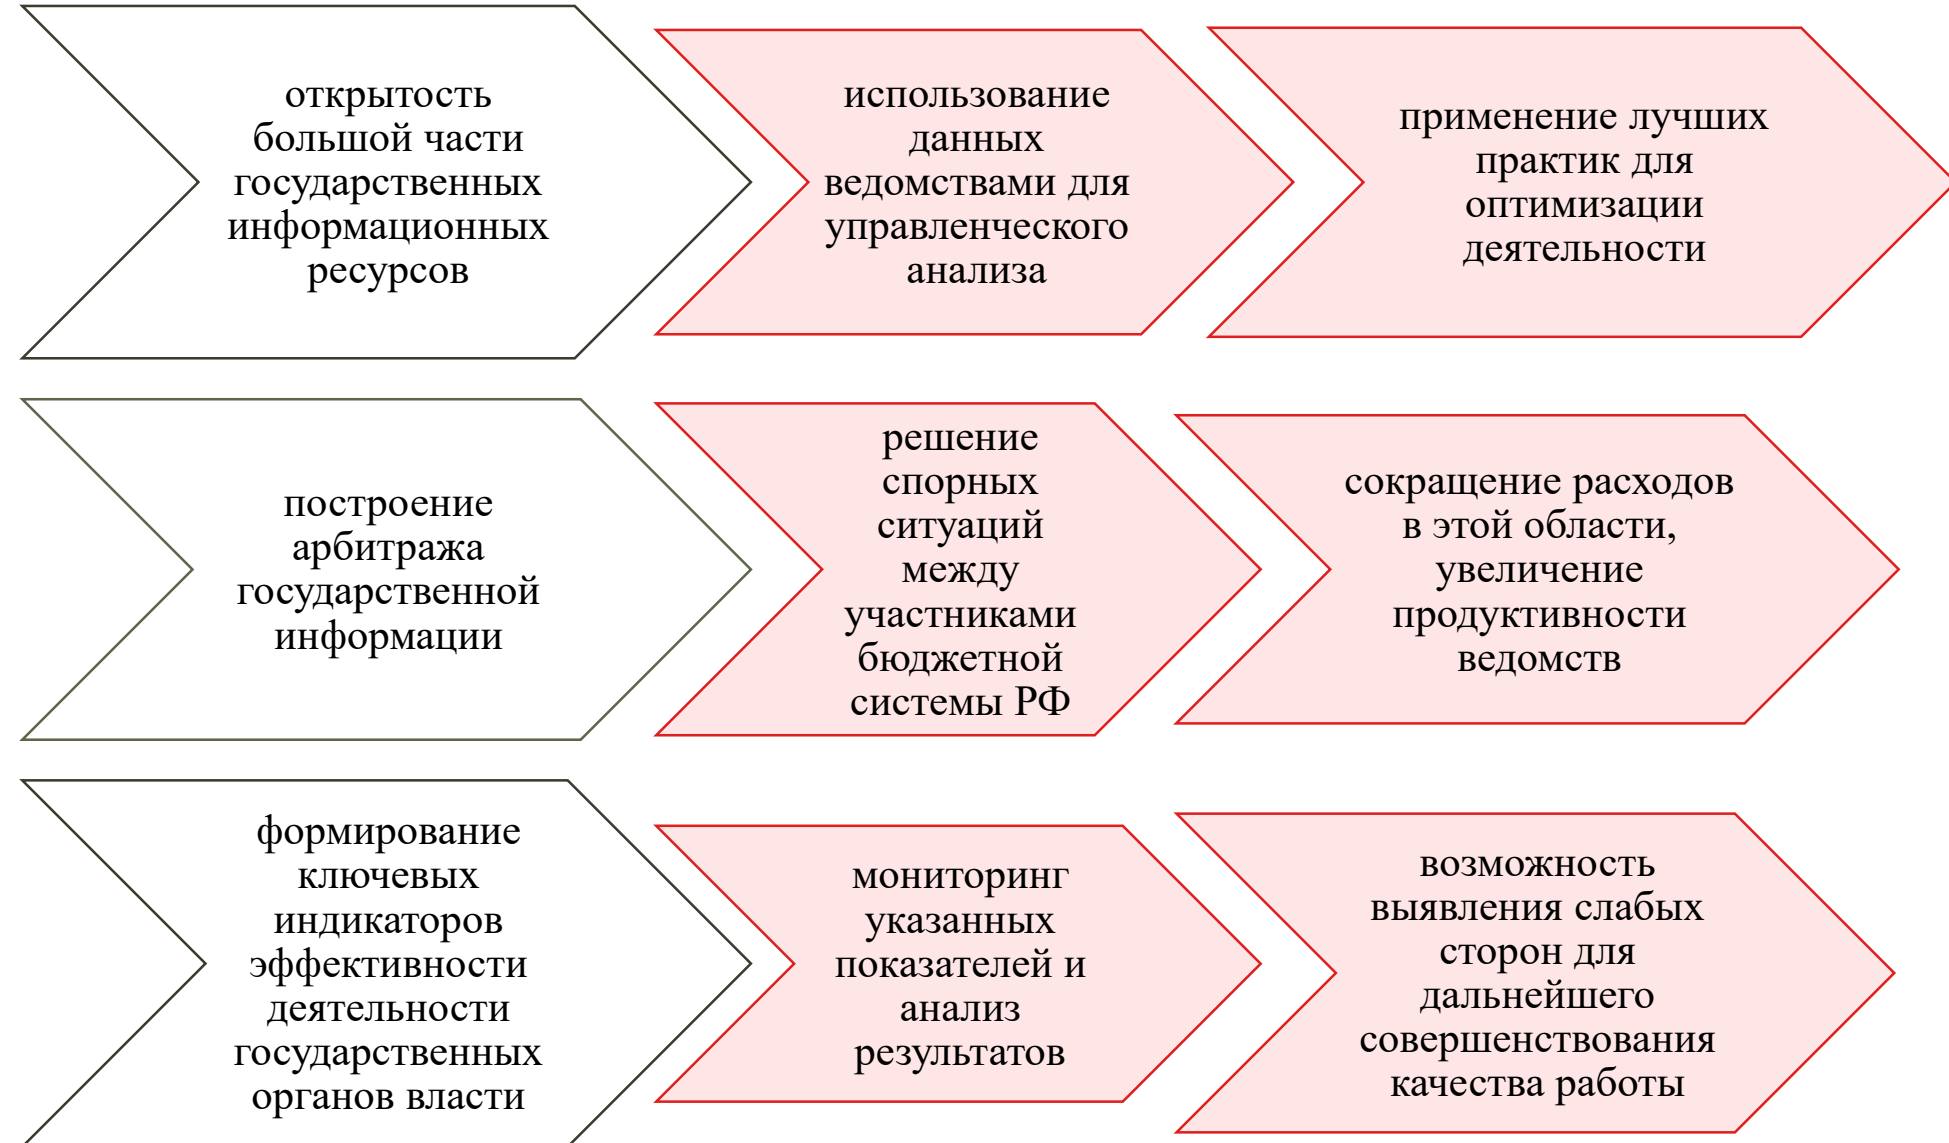 открытость
большой части
государственных
информационных
ресурсов
использование
данных
ведомствами для
управленческого
анализа
применение лучших
практик для
оптимизации
деятельности
построение
арбитража
государственной
информации
решение
спорных
ситуаций
между
участниками
бюджетной
системы РФ
сокращение расходов
в этой области,
увеличение
продуктивности
ведомств
формирование
ключевых
индикаторов
эффективности
деятельности
государственных
органов власти
мониторинг
указанных
показателей и
анализ
результатов
возможность
выявления слабых
сторон для
дальнейшего
совершенствования
качества работы